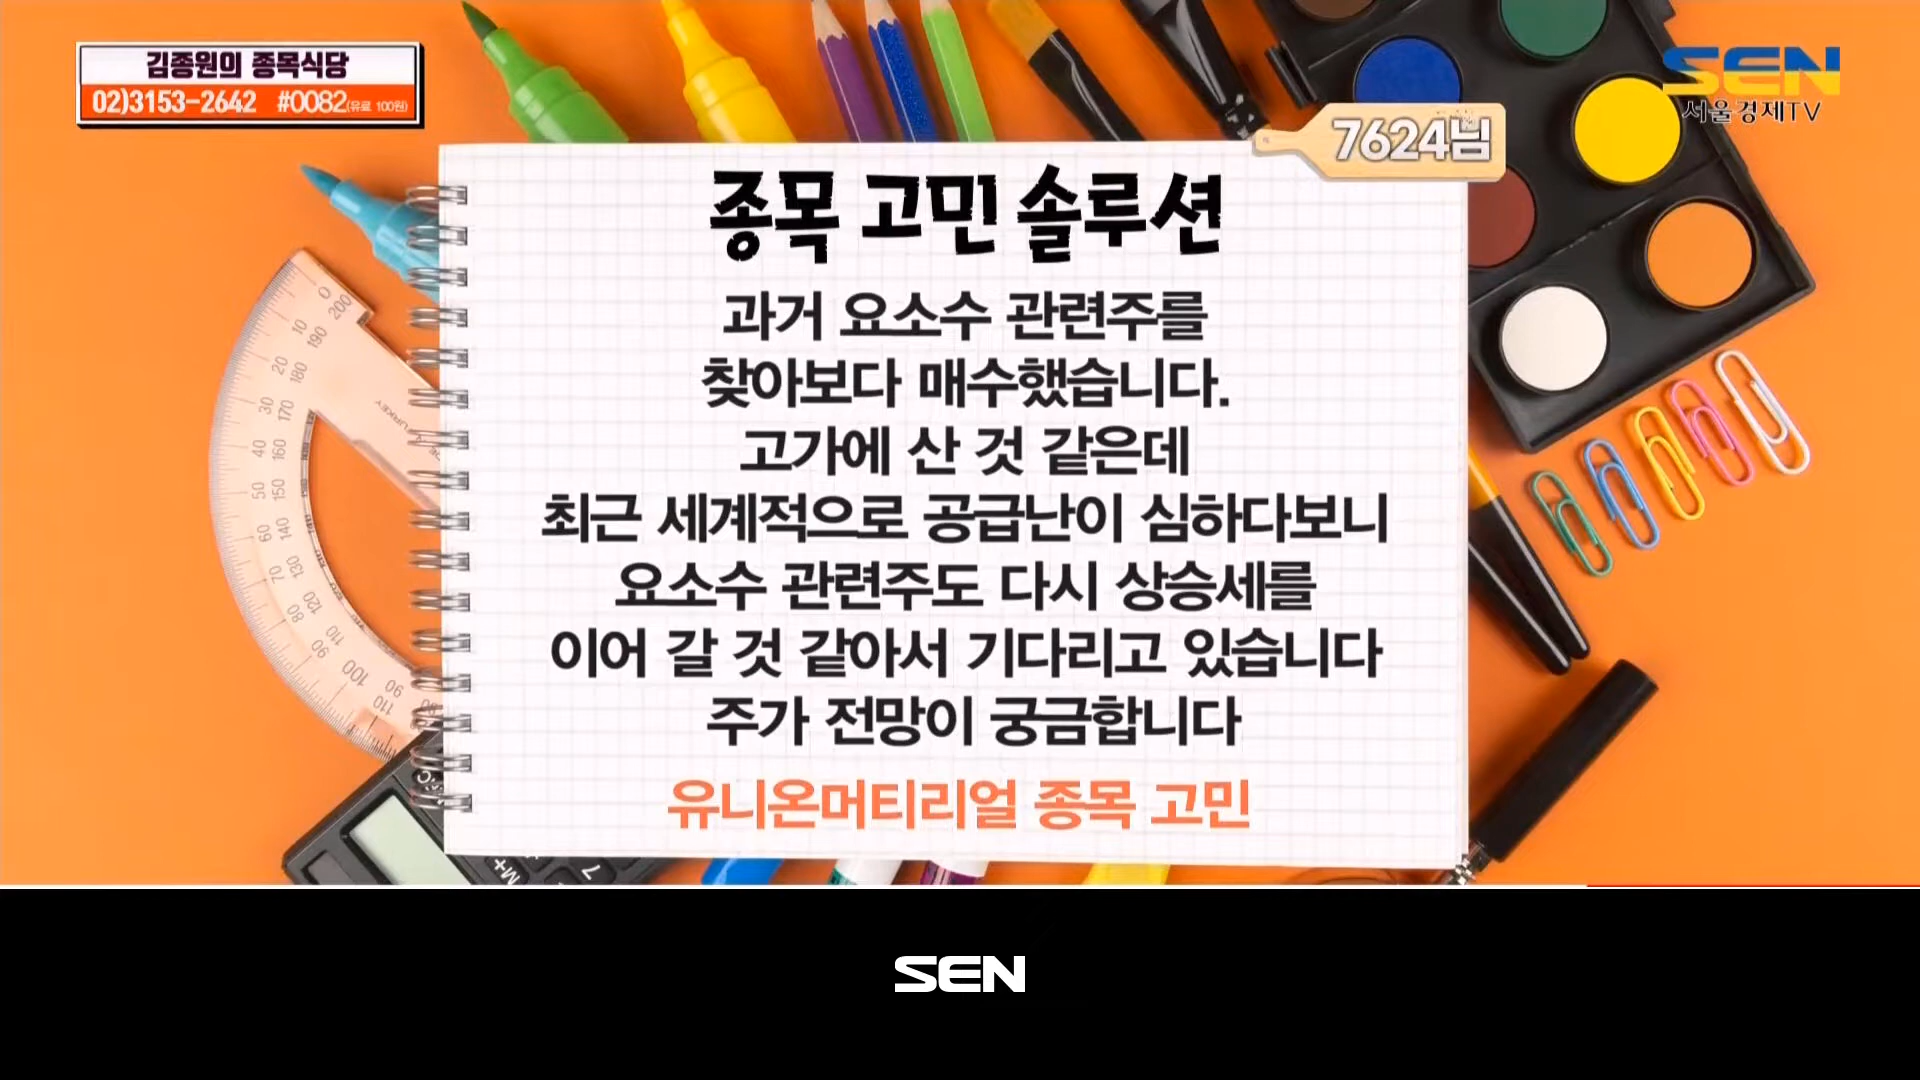 김종원의 종목식당
02)3153-2642 #0082(유료 100원)
SEN
서울경제TV
7624님
종목 고민 솔루션
과거 요소수 관련주를
찾아보다 매수했습니다.
고가에 산 것 같은데
최근 세계적으로 공급난이 심하다보니
요소수 관련주도 다시 상승세를
이어 갈 것 같아서 기다리고 있습니다
주가 전망이 궁금합니다
유니온머티리얼 종목 고민
SEN